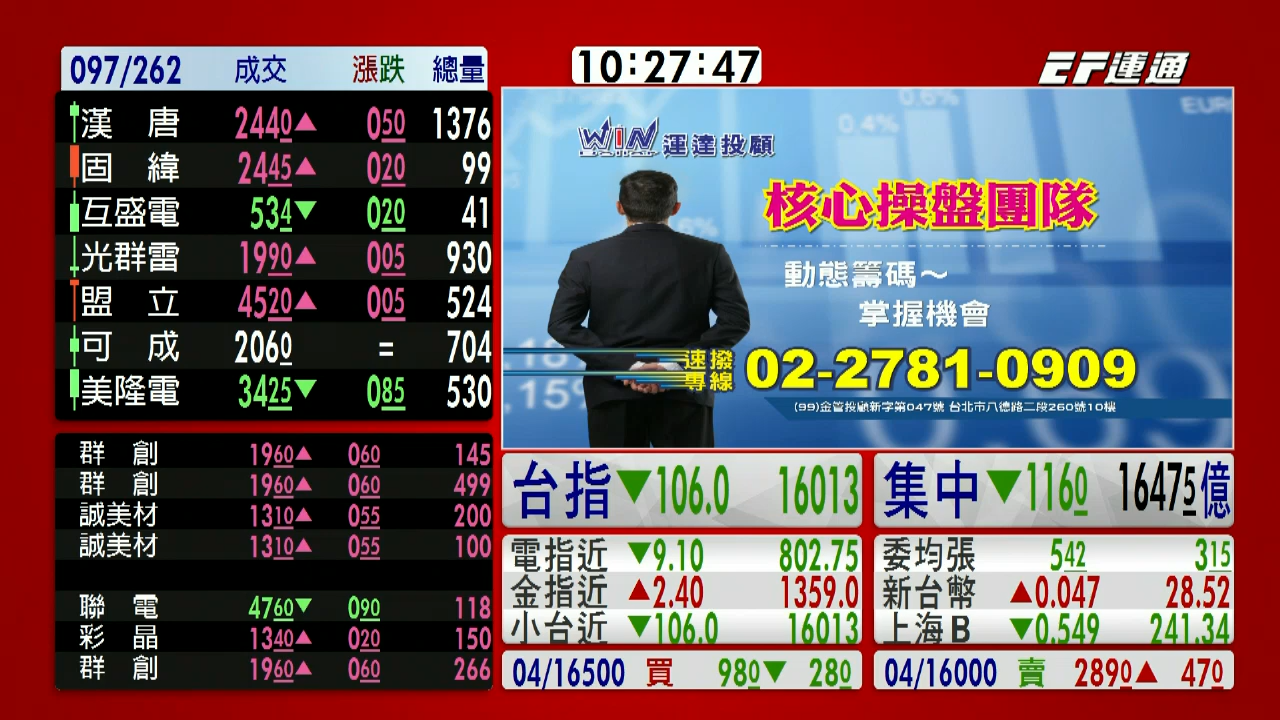 097/262 成交 漲跌 總量
漢唐 2440▲ 050 1376
固緯 2445▲ 020 99
互盛電 534▼ 020 41
光群雷 1990▲ 005 930
盟立 4520▲ 005 524
可成 2060 = 704
美隆電 3425▼ 085 530
群創 1960▲ 060 145
群創 1960▲ 060 499
誠美材 1310▲ 055 200
誠美材 1310▲ 055 100
聯電 4760▼ 090 118
彩晶 1340▲ 020 150
群創 1960▲ 060 266
10:27:47
EF運通
0.6%
0.4%
EUR
WIN 運達投顧
核心操盤團隊
動態籌碼～
掌握機會
速撥專線 02-2781-0909
(99)金管投顧新字第047號 台北市八德路二段260號10樓
台指▼106.0 16013
集中▼1160 16475億
電指近 ▼9.10 802.75
金指近 ▲2.40 1359.0
小台近 ▼106.0 16013
委均張 542 315
新台幣 ▲0.047 28.52
上海B ▼0.549 241.34
04/16500 買 980▼ 280
04/16000 賣 2890▲ 470